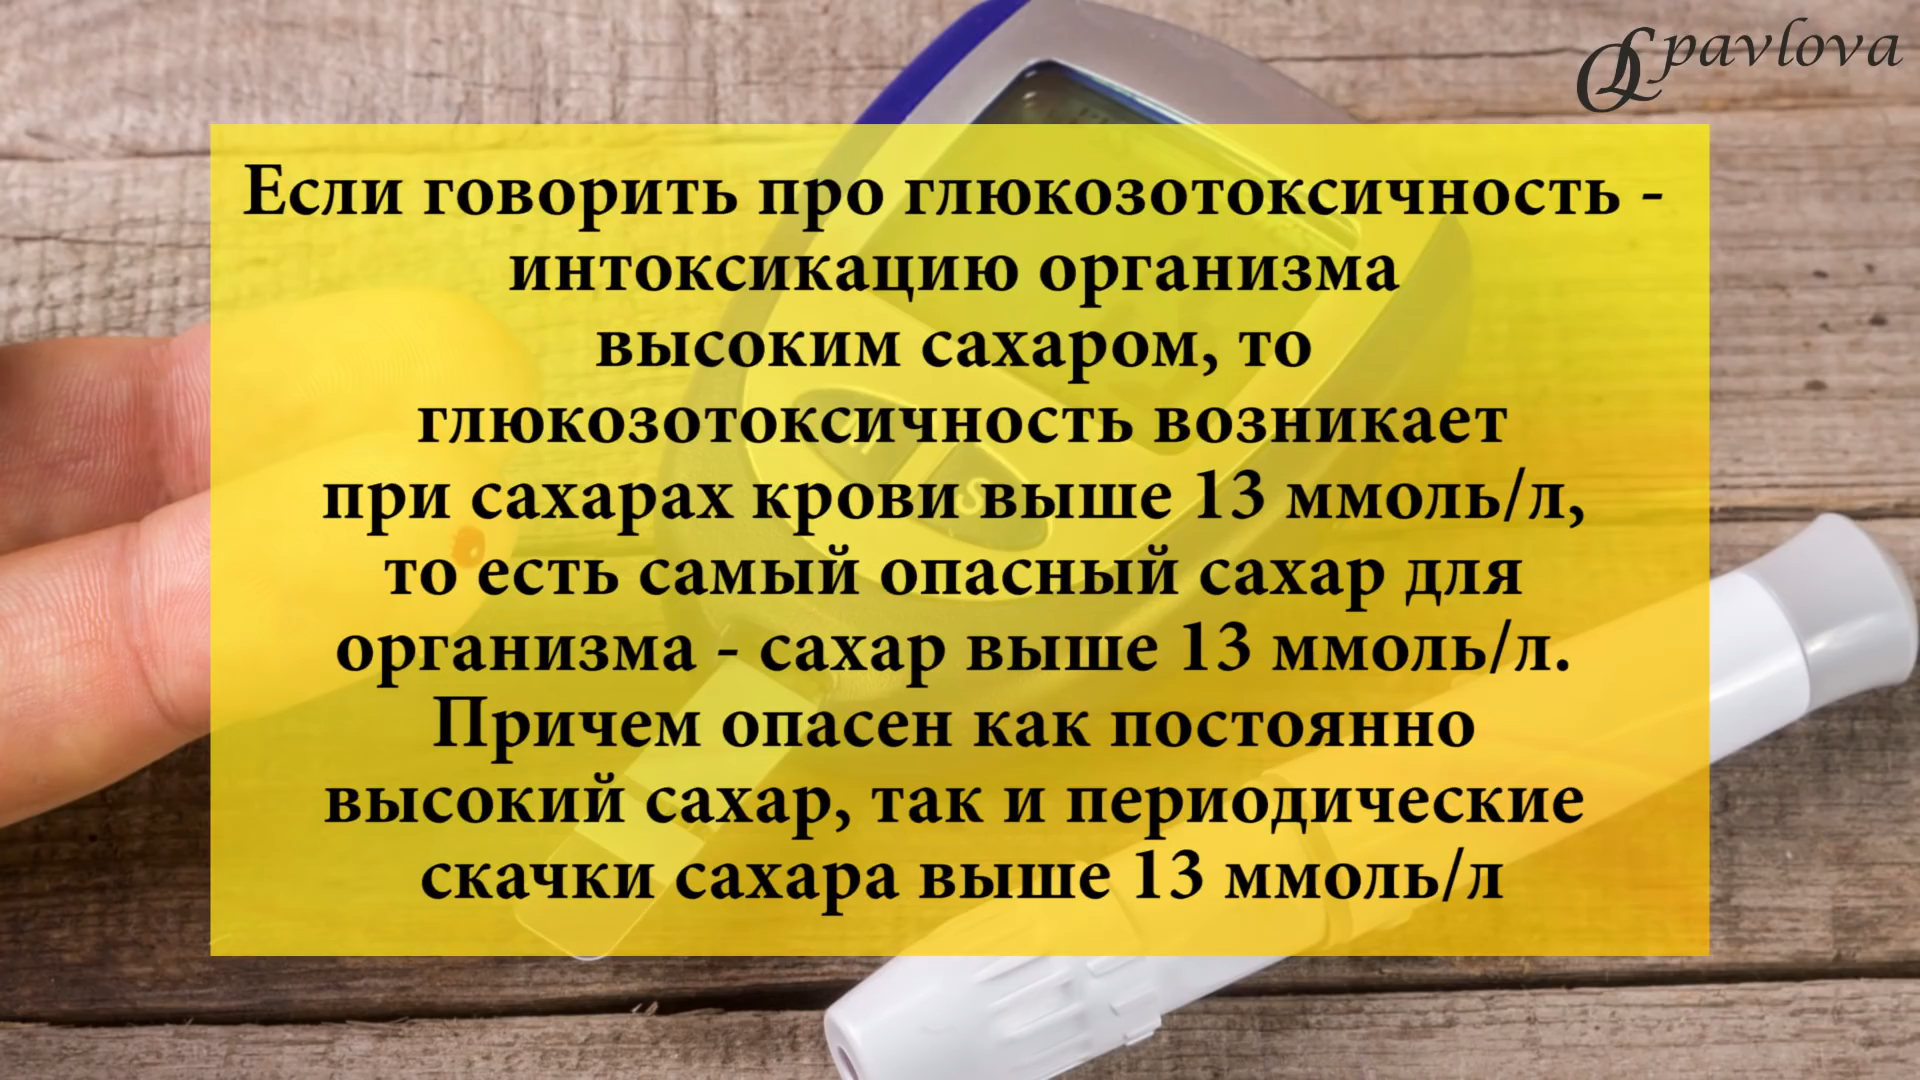 pavlova
Если говорить про глюкозотоксичность -
интоксикацию организма
высоким сахаром, то
глюкозотоксичность возникает
при сахарах крови выше 13 ммоль/л,
то есть самый опасный сахар для
организма - сахар выше 13 ммоль/л.
Причем опасен как постоянно
высокий сахар, так и периодические
скачки сахара выше 13 ммоль/л
S